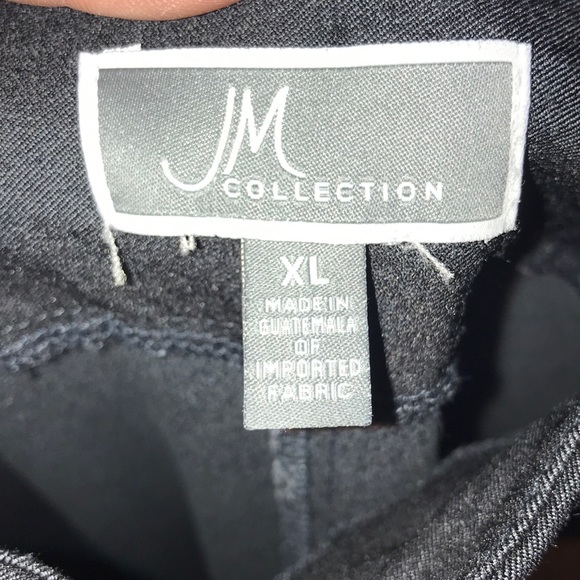 JM
COLLECTION
XL
MADE IN
GUATEMALA
OF
IMPORTED
FABRIC